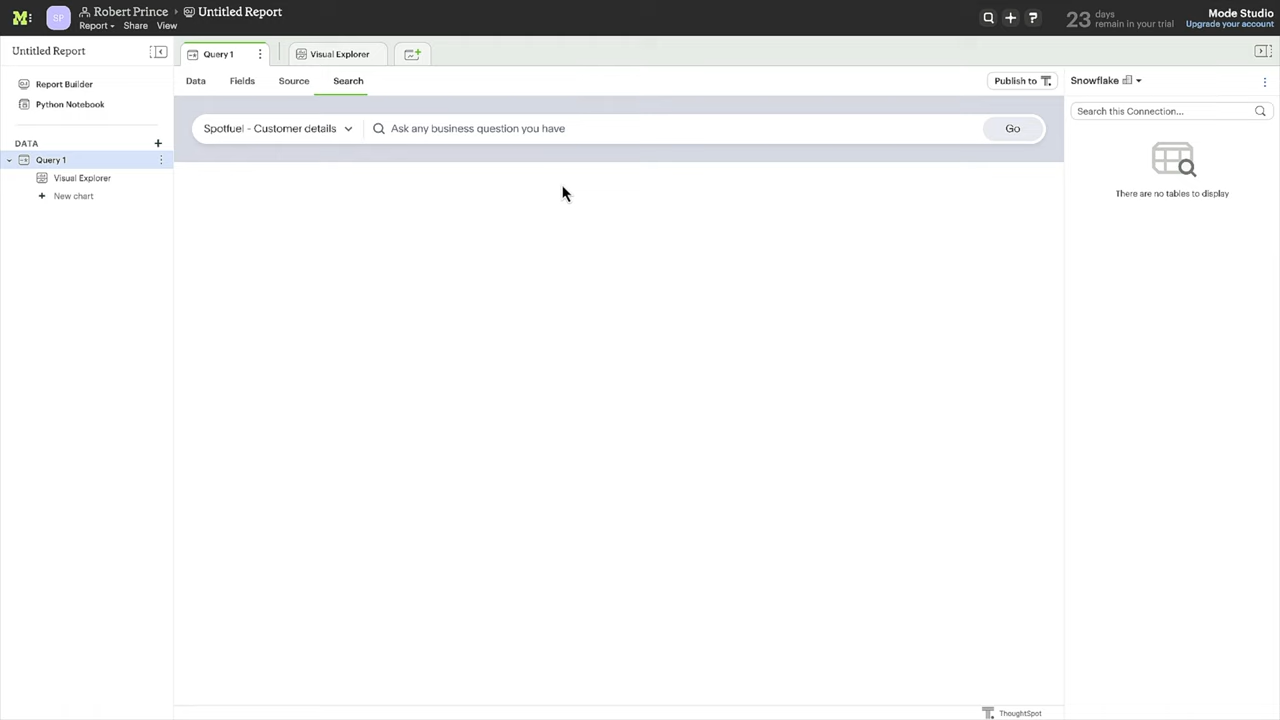 M:
SP
Robert Prince
Untitled Report
Report
Share
View
23 days remain in your trial
Mode Studio
Upgrade your account
Untitled Report
Report Builder
Python Notebook
DATA
Query 1
Visual Explorer
New chart
Query 1
Visual Explorer
Data
Fields
Source
Search
Publish to
Spotfuel - Customer details
Ask any business question you have
Go
Snowflake
Search this Connection...
There are no tables to display
ThoughtSpot